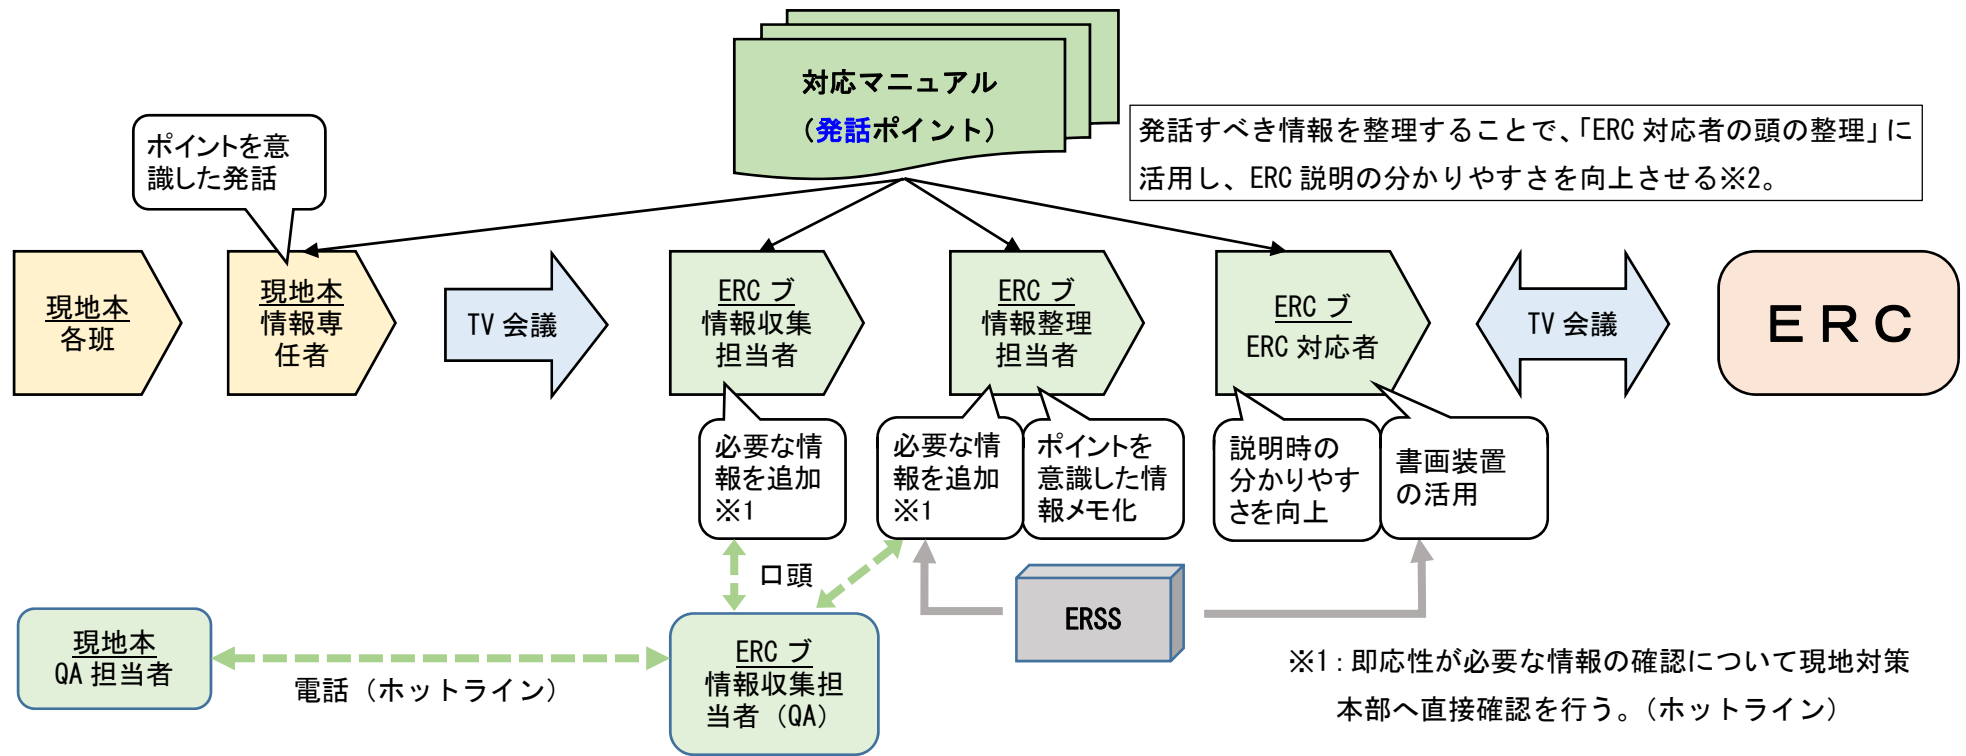 対応マニュアル
（発話ポイント）
発話すべき情報を整理することで、「ERC 対応者の頭の整理」に
活用し、ERC 説明の分かりやすさを向上させる※2。
ポイントを意
識した発話
現地本
各班
現地本
情報専
任者
TV 会議
ERC ブ
情報収集
担当者
ERC ブ
情報整理
担当者
ERC ブ
ERC 対応者
TV 会議
ＥＲＣ
必要な情
報を追加
※1
必要な情
報を追加
※1
ポイントを
意識した情
報メモ化
説明時の
分かりやす
さを向上
書画装置
の活用
口頭
ERSS
現地本
QA 担当者
電話（ホットライン）
ERC ブ
情報収集担
当者（QA）
※1：即応性が必要な情報の確認について現地対策
本部へ直接確認を行う。（ホットライン）